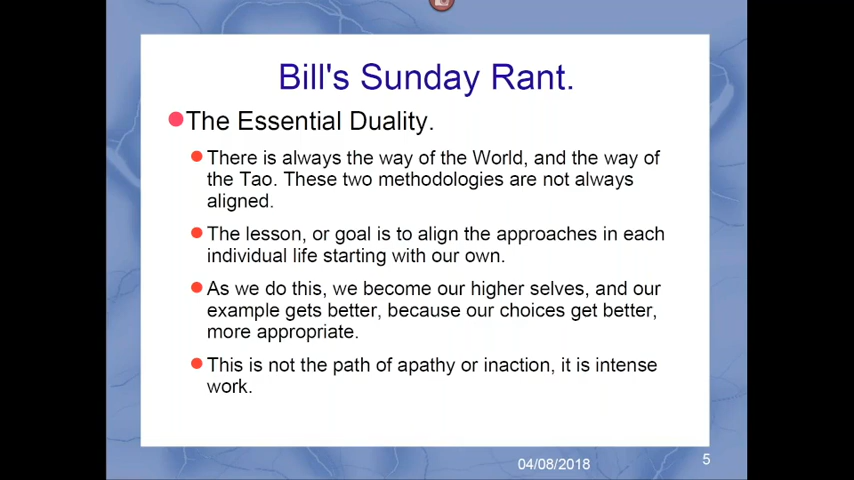 Bill's Sunday Rant.
The Essential Duality.
There is always the way of the World, and the way of
the Tao. These two methodologies are not always
aligned.
The lesson, or goal is to align the approaches in each
individual life starting with our own.
As we do this, we become our higher selves, and our
example gets better, because our choices get better,
more appropriate.
This is not the path of apathy or inaction, it is intense
work.
04/08/2018
5